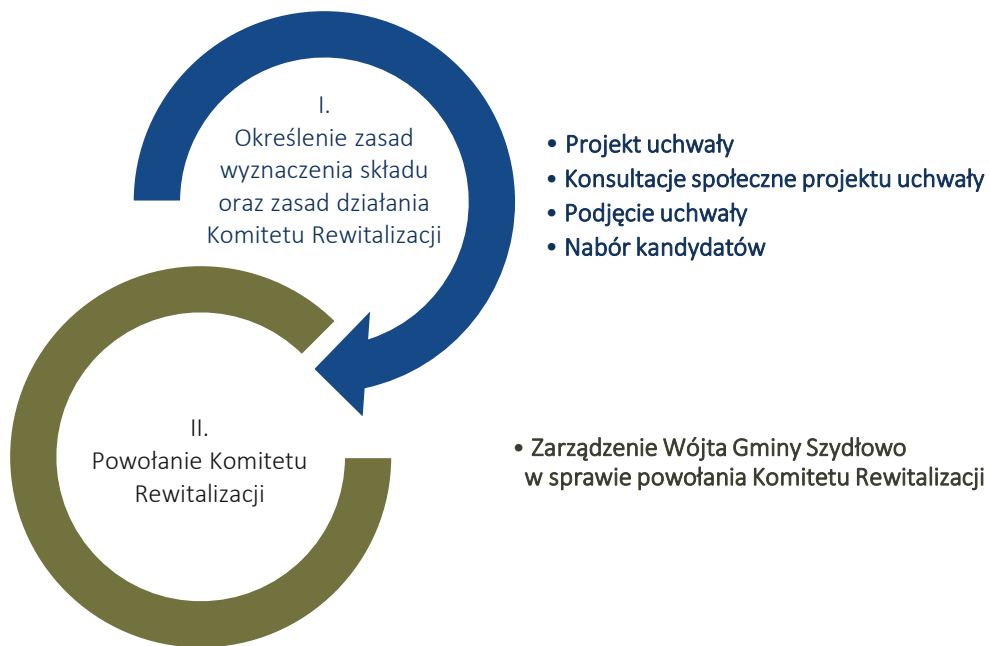 I.
Określenie zasad
wyznaczenia składu
oraz zasad działania
Komitetu Rewitalizacji
• Projekt uchwały
• Konsultacje społeczne projektu uchwały
• Podjęcie uchwały
• Nabór kandydatów
II.
Powołanie Komitetu
Rewitalizacji
• Zarządzenie Wójta Gminy Szydłowo
w sprawie powołania Komitetu Rewitalizacji